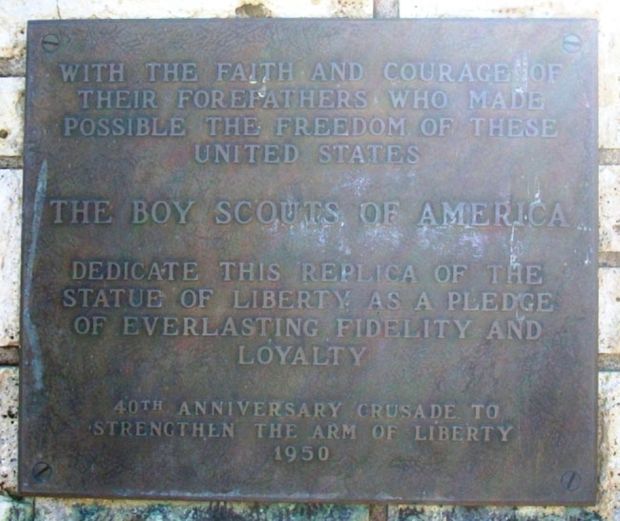 WITH THE FAITH AND COURAGE OF
THEIR FOREFATHERS WHO MADE
POSSIBLE THE FREEDOM OF THESE
UNITED STATES
THE BOY SCOUTS OF AMERICA
DEDICATE THIS REPLICA OF THE
STATUE OF LIBERTY AS A PLEDGE
OF EVERLASTING FIDELITY AND
LOYALTY
40TH ANNIVERSARY CRUSADE TO
STRENGTHEN THE ARM OF LIBERTY
1950